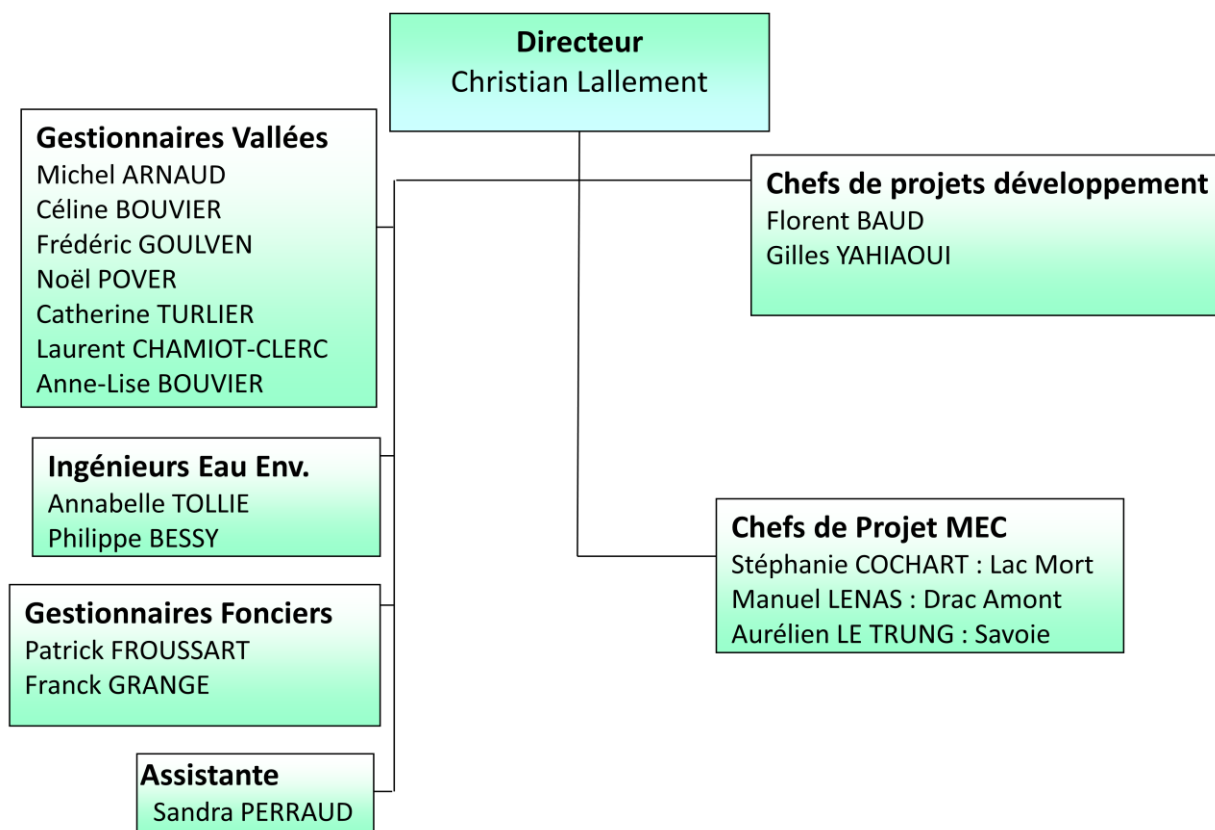 Directeur
Christian Lallement
Gestionnaires Vallées
Michel ARNAUD
Céline BOUVIER
Frédéric GOULVEN
Noël POVER
Catherine TURLIER
Laurent CHAMIOT-CLERC
Anne-Lise BOUVIER
Chefs de projets développement
Florent BAUD
Gilles YAHIAOUI
Ingénieurs Eau Env.
Annabelle TOLLIE
Philippe BESSY
Chefs de Projet MEC
Stéphanie COCHART : Lac Mort
Manuel LENAS : Drac Amont
Aurélien LE TRUNG : Savoie
Gestionnaires Fonciers
Patrick FROUSSART
Franck GRANGE
Assistante
Sandra PERRAUD